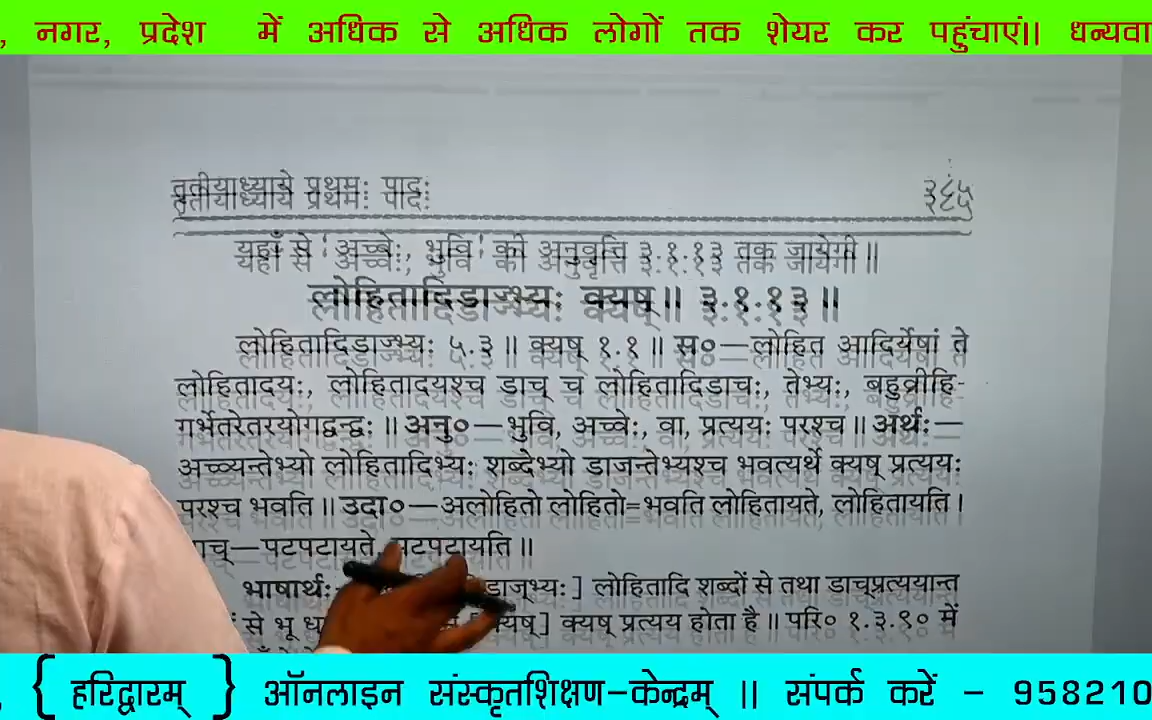 , नगर, प्रदेश में अधिक से अधिक लोगों तक शेयर कर पहुंचाएं।। धन्यवा
तृतीयाध्याये प्रथमः पादः ३६५
यहाँ से 'अच्वेः, भुवि' की अनुवृत्ति ३.१.१३ तक जायेगी ॥
लोहितादिडाज्भ्यः क्यष् ॥ ३.१.१३ ॥
लोहितादिडाज्भ्यः ५.३ ॥ क्यष् १.१ ॥ स०—लोहित आदिर्येषां ते
लोहितादयः, लोहितादयश्च डाच् च लोहितादिडाचः, तेभ्यः, बहुव्रीहि-
गर्भेतरेतरयोगद्वन्द्वः ॥ अनु०—भुवि, अच्वेः, वा, प्रत्ययः परश्च ॥ अर्थः—
अच्व्यन्तेभ्यो लोहितादिभ्यः शब्देभ्यो डाजन्तेभ्यश्च भवत्यर्थे क्यष् प्रत्ययः
परश्च भवति ॥ उदा०—अलोहितो लोहितो=भवति लोहितायते, लोहितायति ।
ाच्—पटपटायते, पटपटायति ॥
भाषार्थः डाज्भ्यः ] लोहितादि शब्दों से तथा डाच्प्रत्ययान्त
से भू क्यष्] क्यष् प्रत्यय होता है ॥ परि० १.३.९० में
{ हरिद्वारम् } ऑनलाइन संस्कृतशिक्षण-केन्द्रम् ॥ संपर्क करें - 958210